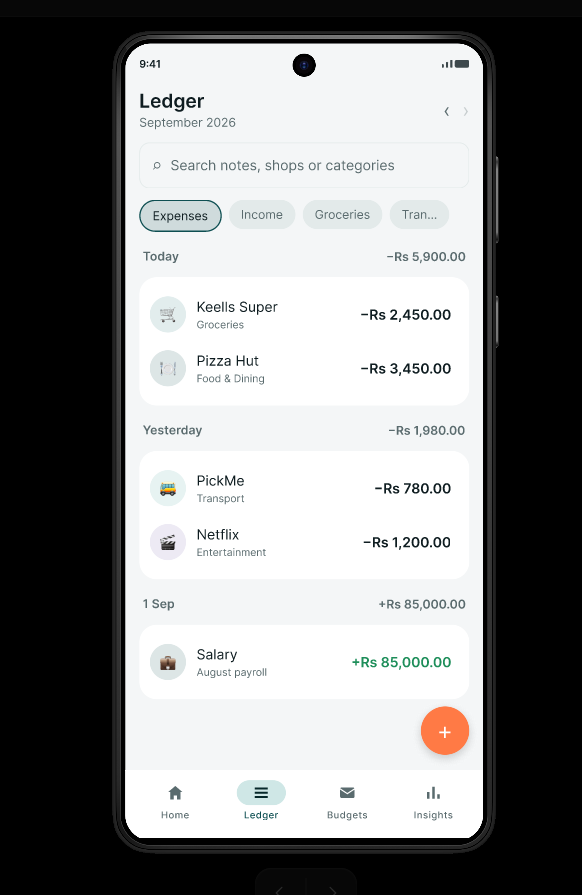 9:41
Ledger
September 2026
Search notes, shops or categories
Expenses Income Groceries Tran...
Today −Rs 5,900.00
Keells Super
Groceries
−Rs 2,450.00
Pizza Hut
Food & Dining
−Rs 3,450.00
Yesterday −Rs 1,980.00
PickMe
Transport
−Rs 780.00
Netflix
Entertainment
−Rs 1,200.00
1 Sep +Rs 85,000.00
Salary
August payroll
+Rs 85,000.00
+
Home Ledger Budgets Insights